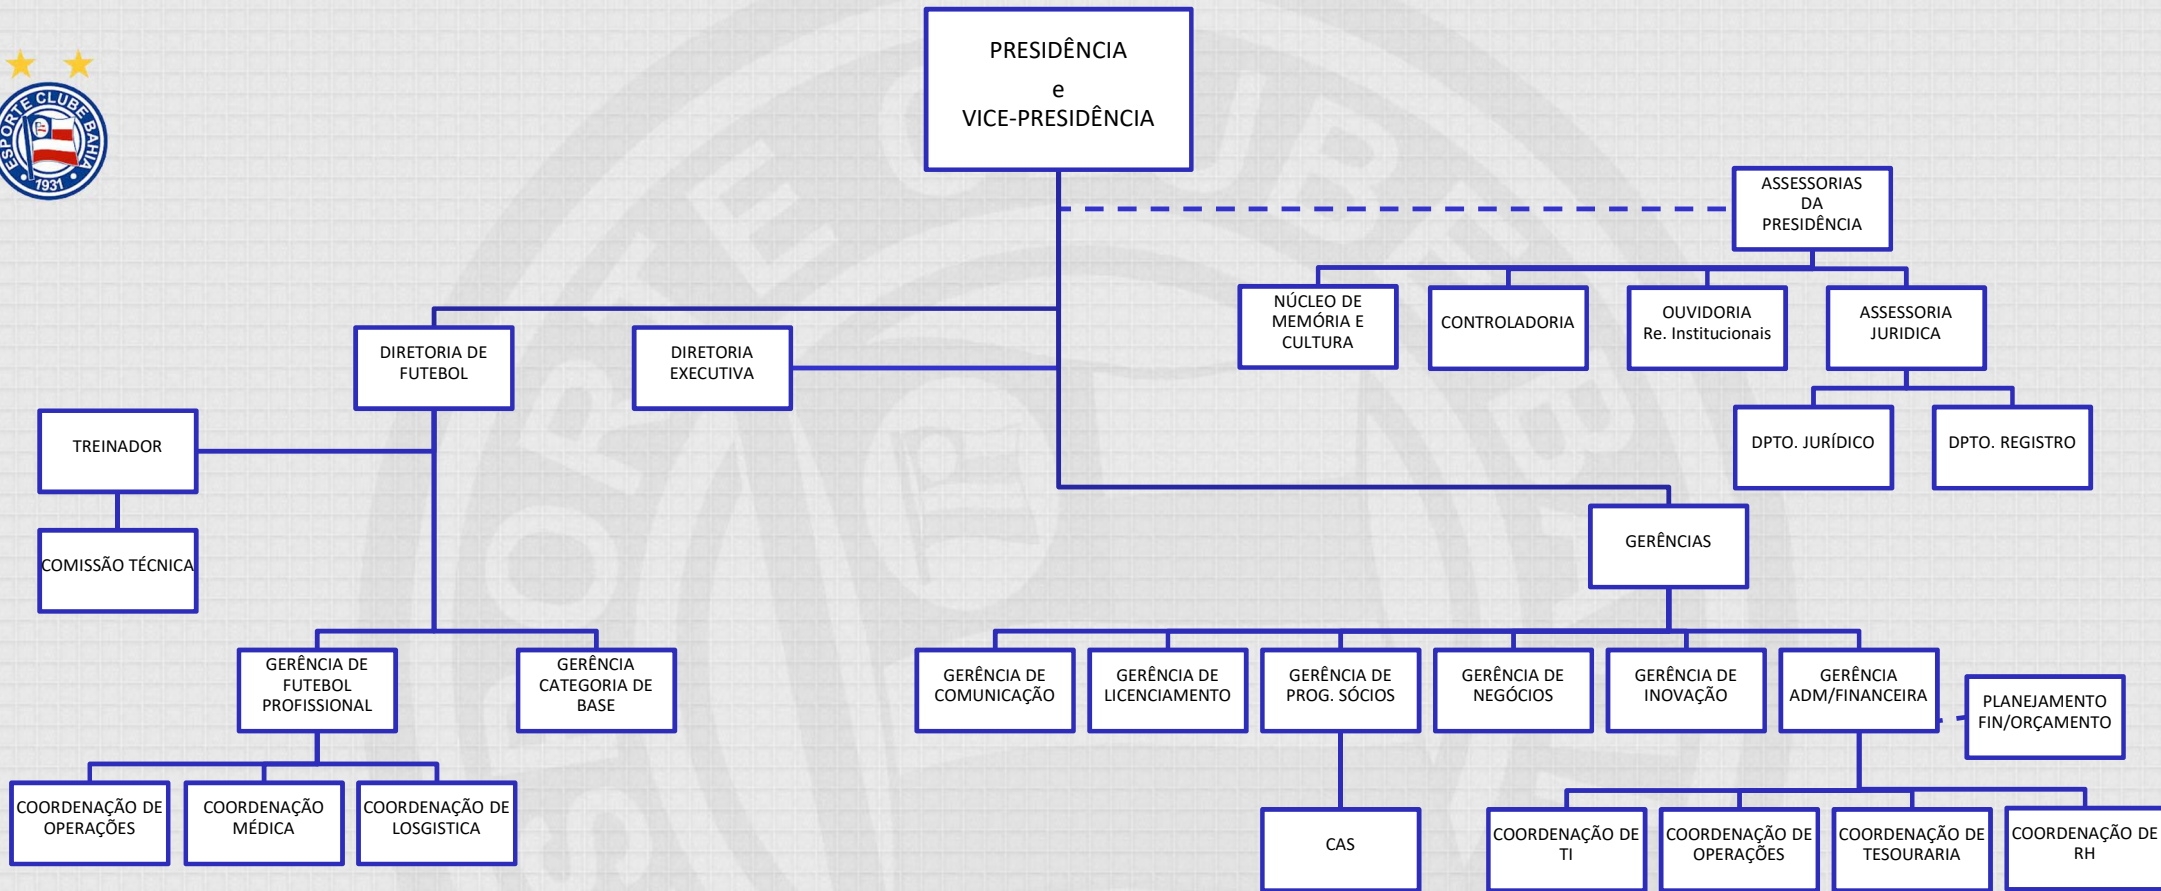 PRESIDÊNCIA
e
VICE-PRESIDÊNCIA
ESPORTE CLUBE BAHIA
1931
ASSESSORIAS
DA
PRESIDÊNCIA
NÚCLEO DE
MEMÓRIA E
CULTURA
CONTROLADORIA
OUVIDORIA
Re. Institucionais
ASSESSORIA
JURIDICA
DIRETORIA DE
FUTEBOL
DIRETORIA
EXECUTIVA
TREINADOR
DPTO. JURÍDICO
DPTO. REGISTRO
COMISSÃO TÉCNICA
GERÊNCIAS
GERÊNCIA DE
FUTEBOL
PROFISSIONAL
GERÊNCIA
CATEGORIA DE
BASE
GERÊNCIA DE
COMUNICAÇÃO
GERÊNCIA DE
LICENCIAMENTO
GERÊNCIA DE
PROG. SÓCIOS
GERÊNCIA DE
NEGÓCIOS
GERÊNCIA DE
INOVAÇÃO
GERÊNCIA
ADM/FINANCEIRA
PLANEJAMENTO
FIN/ORÇAMENTO
COORDENAÇÃO DE
OPERAÇÕES
COORDENAÇÃO
MÉDICA
COORDENAÇÃO DE
LOSGISTICA
CAS
COORDENAÇÃO DE
TI
COORDENAÇÃO DE
OPERAÇÕES
COORDENAÇÃO DE
TESOURARIA
COORDENAÇÃO DE
RH